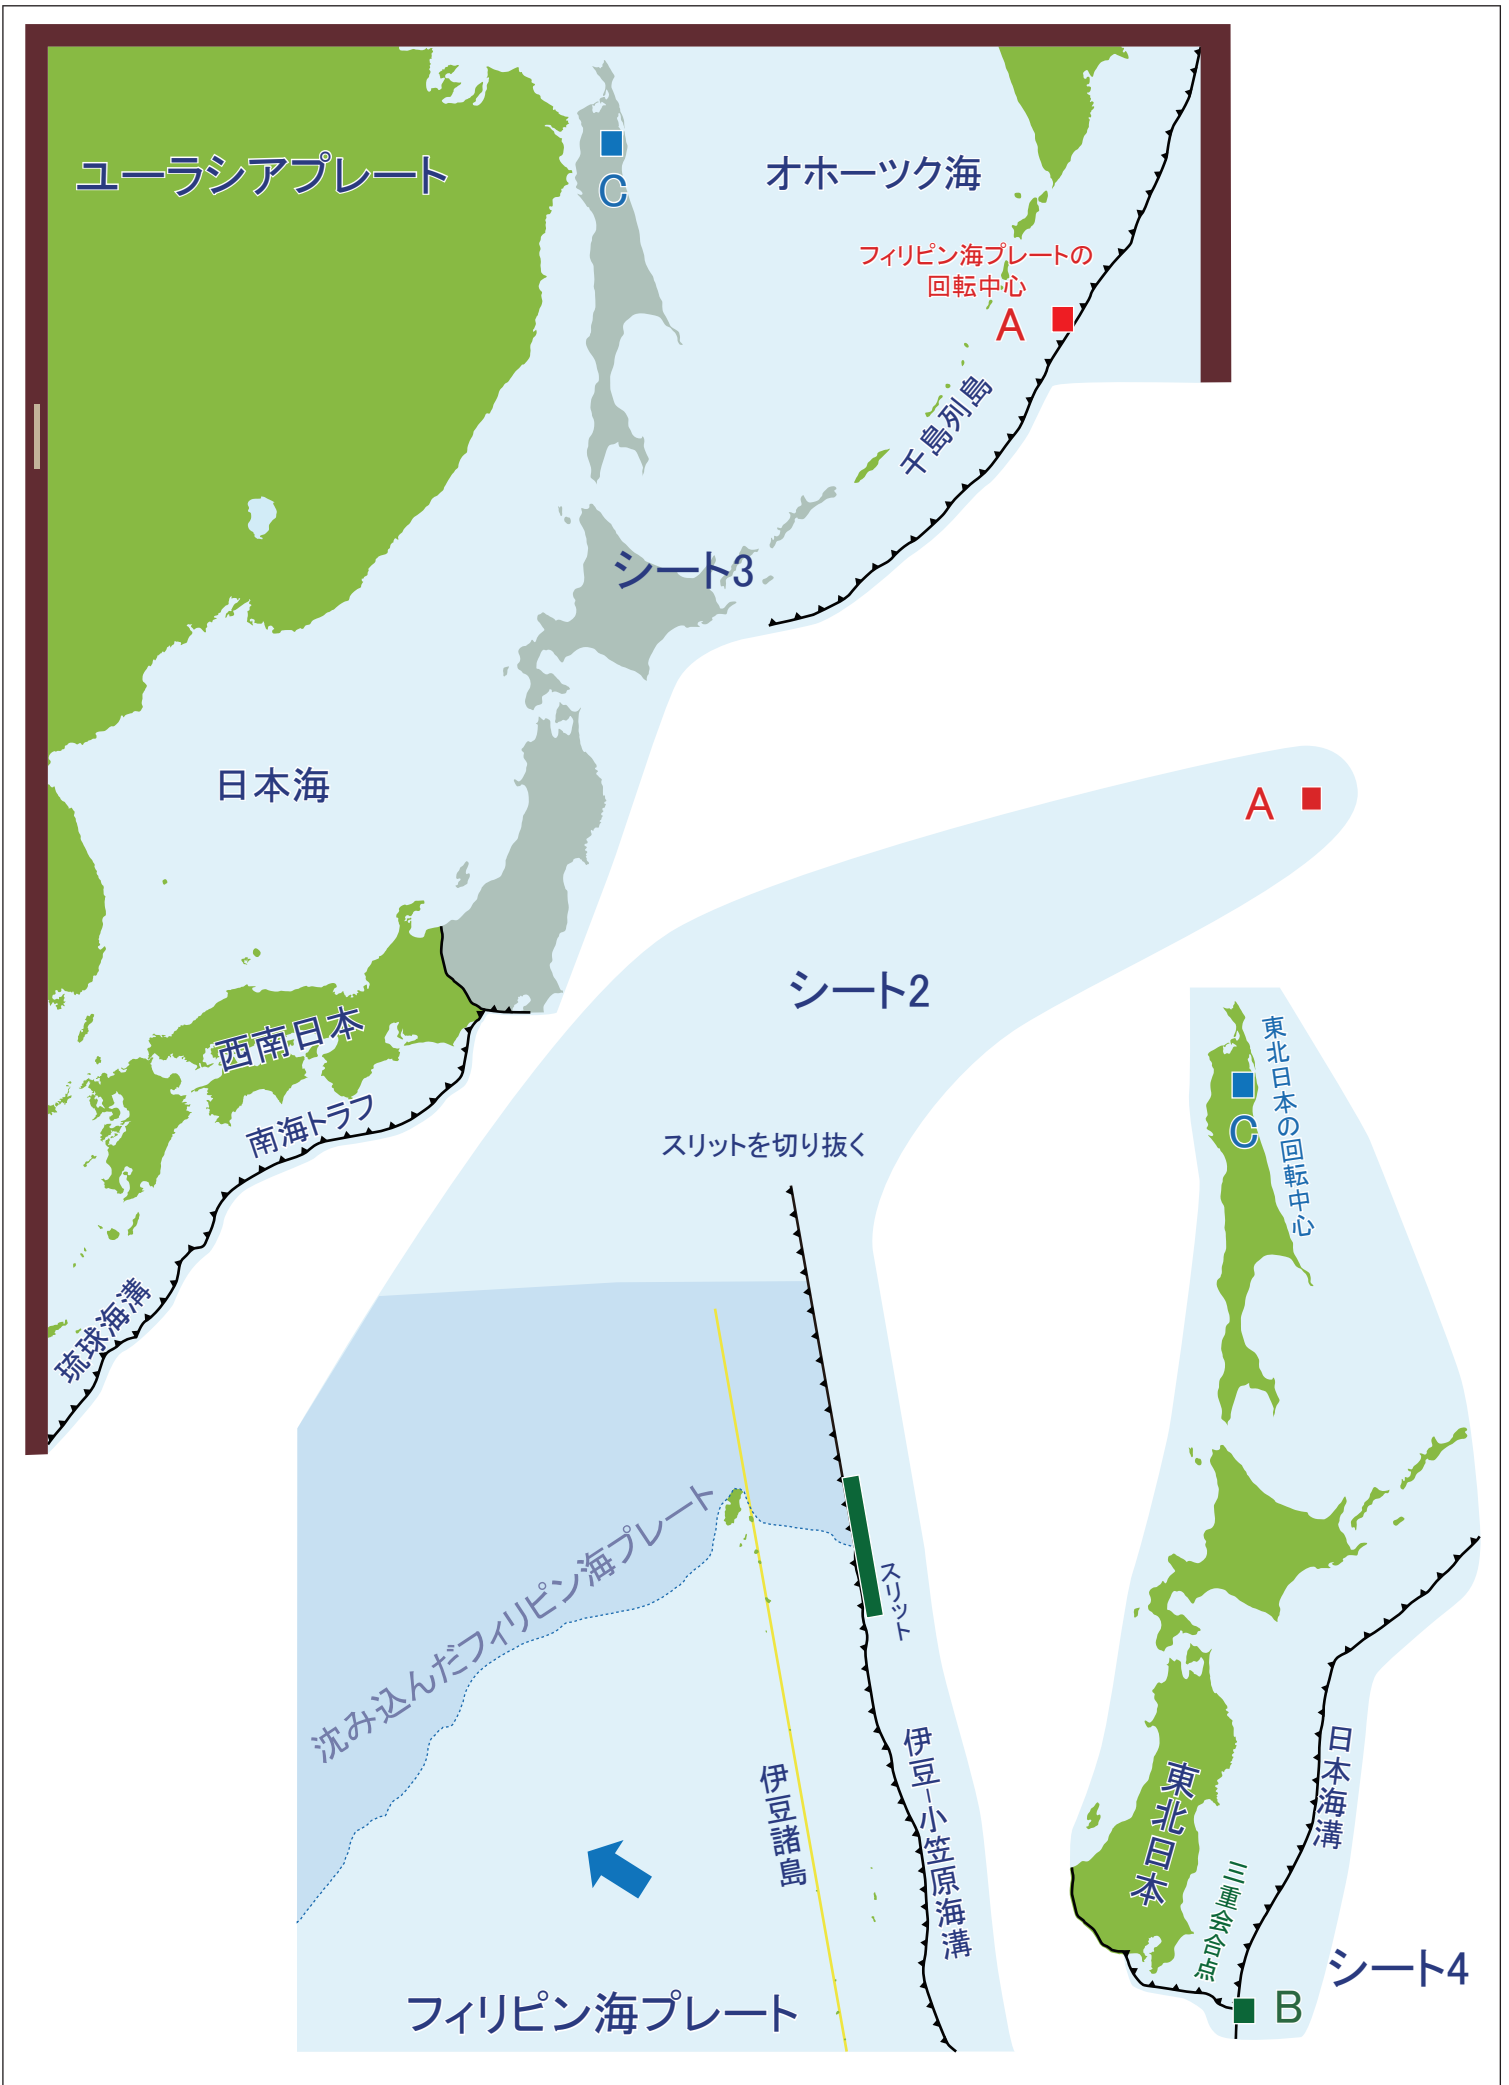 ユーラシアプレート
C
オホーツク海
フィリピン海プレートの
回転中心
A
千島列島
シート3
日本海
西南日本
南海トラフ
琉球海溝
A
シート2
スリットを切り抜く
スリット
沈み込んだフィリピン海プレート
伊豆諸島
伊豆−小笠原海溝
フィリピン海プレート
東北日本の回転中心
C
東北日本
日本海溝
三重会合点
B
シート4